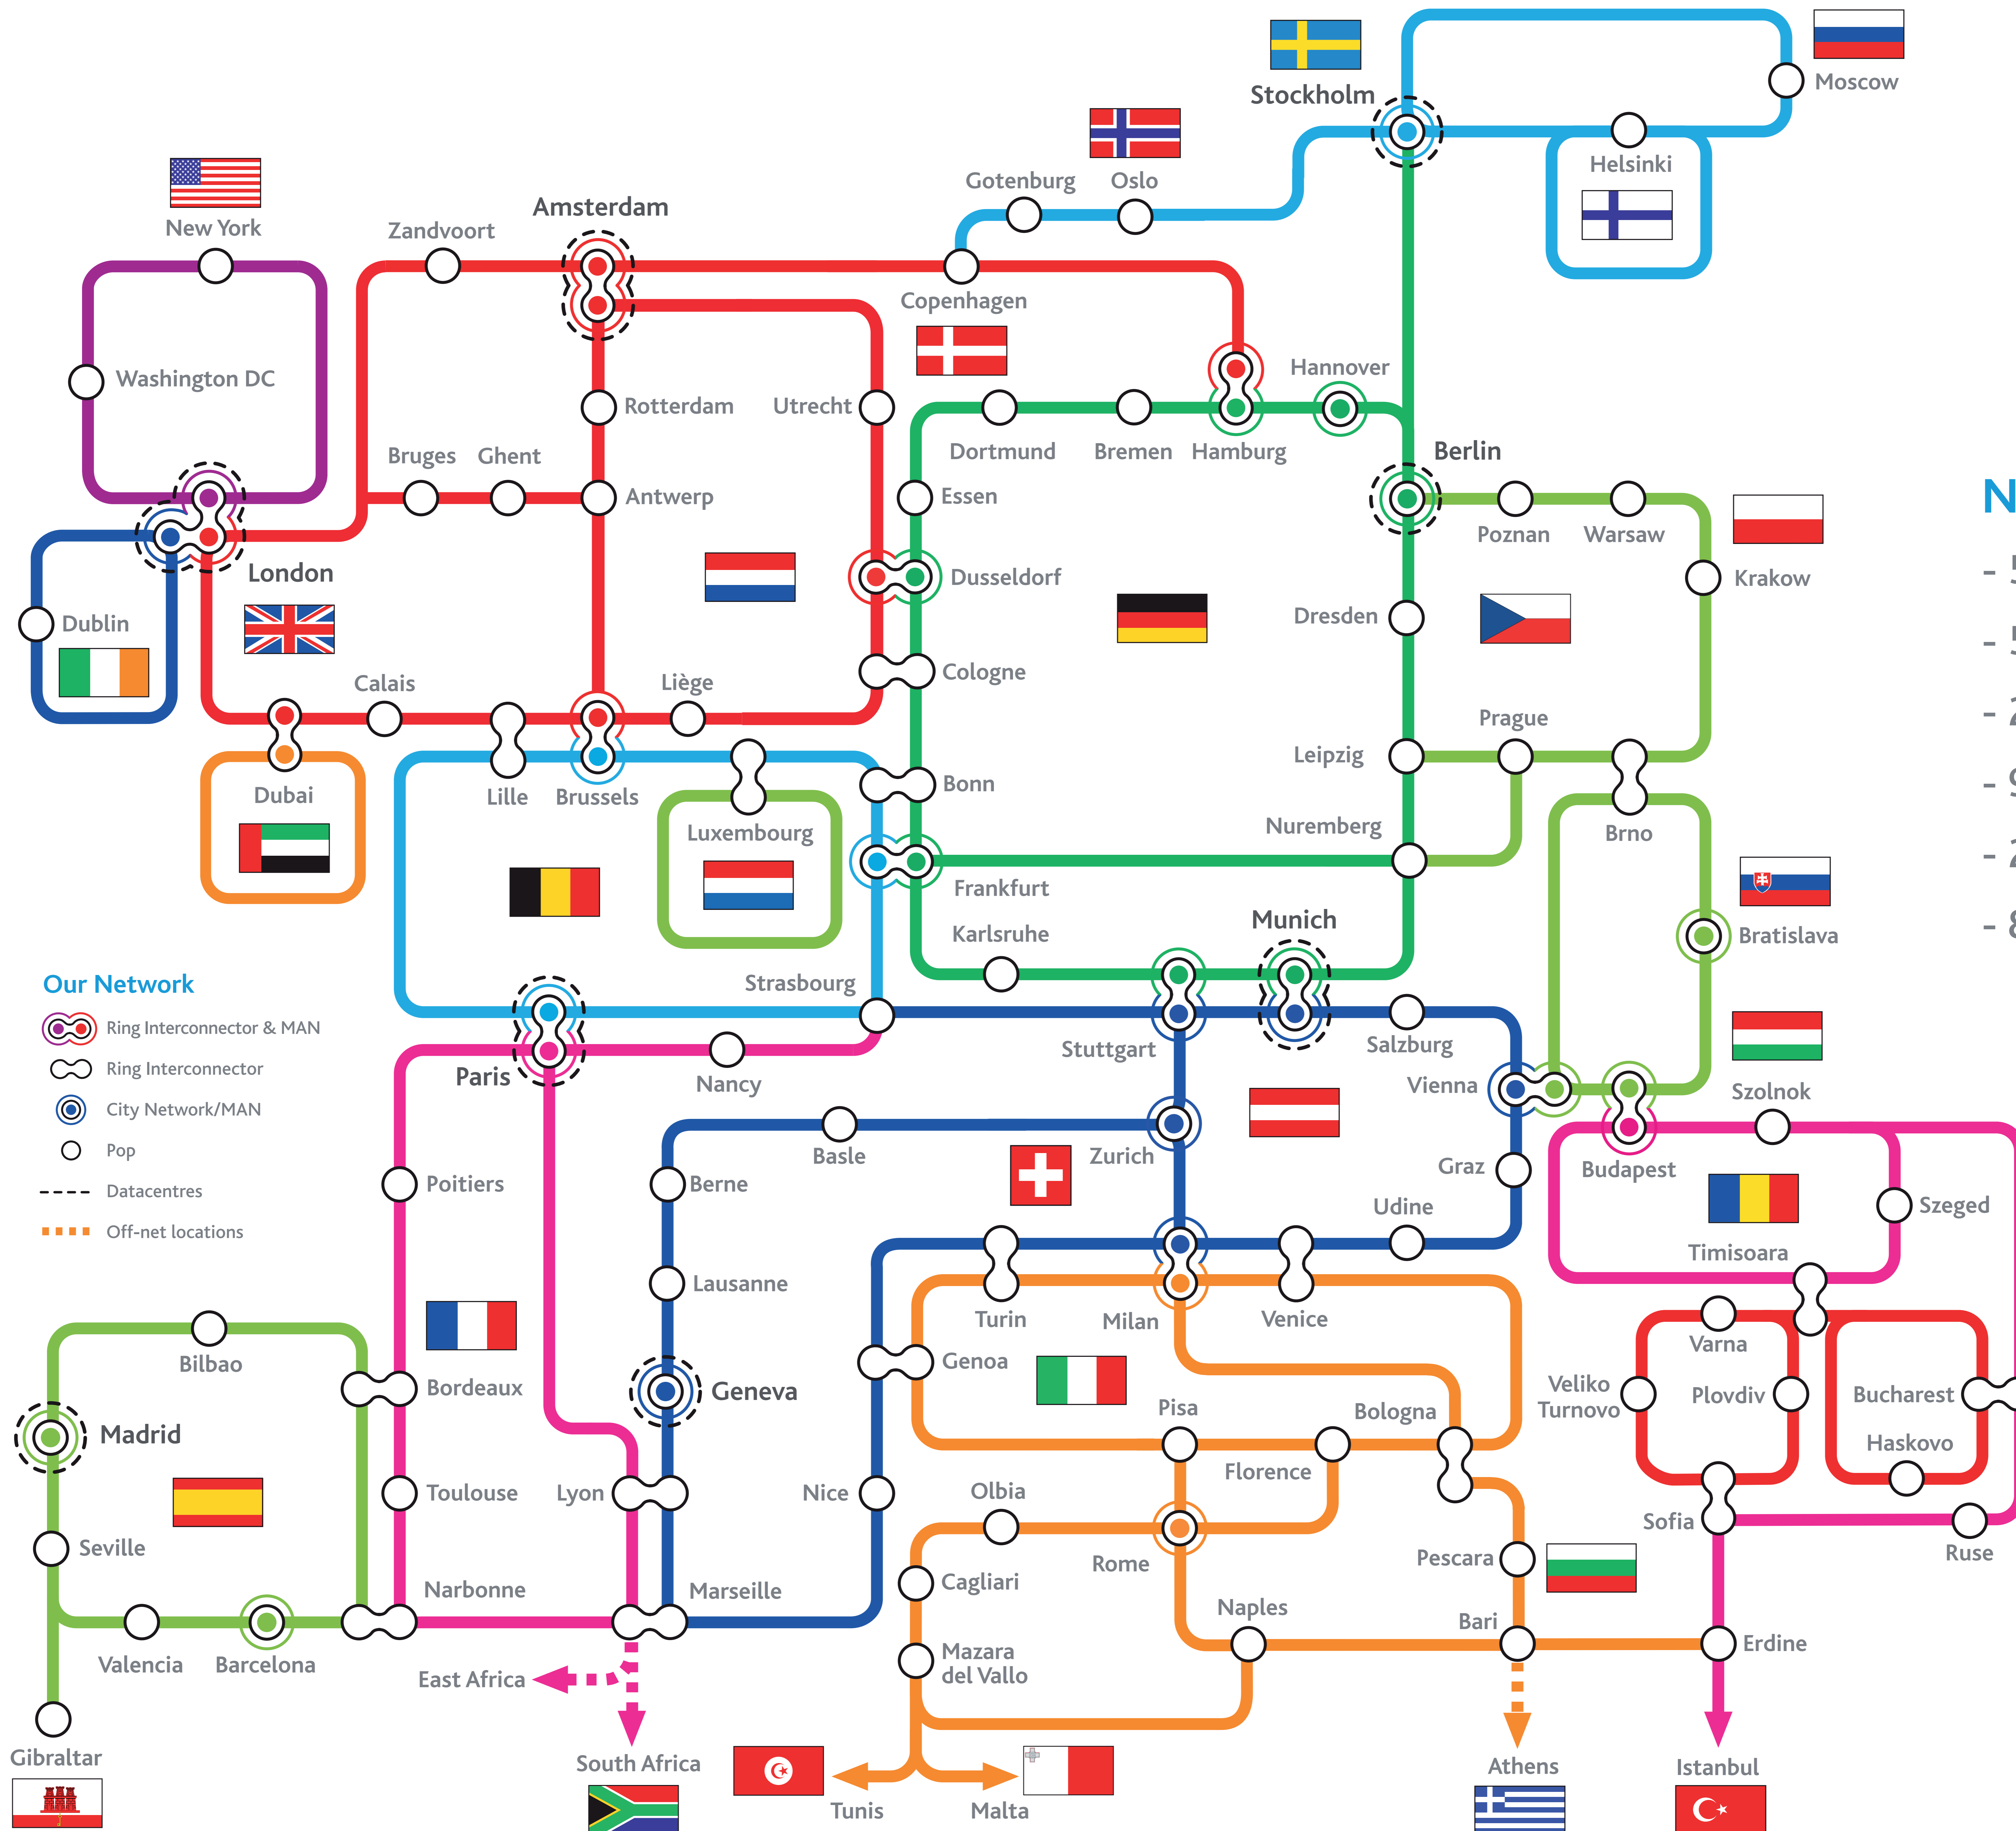 Stockholm
Moscow
Helsinki
Gotenburg
Oslo
New York
Zandvoort
Amsterdam
Copenhagen
Washington DC
Rotterdam
Utrecht
Hannover
Dortmund
Bremen
Hamburg
Berlin
Bruges
Ghent
Antwerp
Essen
Poznan
Warsaw
N
London
Dusseldorf
Krakow
- 5
Dublin
Dresden
- 5
Calais
Liège
Cologne
Prague
- 2
Leipzig
Dubai
Lille
Brussels
Bonn
- 9
Luxembourg
Nuremberg
Brno
- 2
Frankfurt
Karlsruhe
Munich
Bratislava
- 8
Our Network
Strasbourg
Ring Interconnector & MAN
Ring Interconnector
City Network/MAN
Pop
Datacentres
Off-net locations
Paris
Nancy
Stuttgart
Salzburg
Vienna
Szolnok
Basle
Zurich
Budapest
Poitiers
Berne
Graz
Udine
Szeged
Timisoara
Lausanne
Turin
Milan
Venice
Varna
Bilbao
Bordeaux
Geneva
Genoa
Veliko
Turnovo
Plovdiv
Bucharest
Madrid
Pisa
Bologna
Haskovo
Florence
Toulouse
Lyon
Nice
Olbia
Sofia
Seville
Rome
Pescara
Ruse
Narbonne
Marseille
Cagliari
Naples
Bari
Erdine
Valencia
Barcelona
East Africa
Mazara
del Vallo
Gibraltar
South Africa
Tunis
Malta
Athens
Istanbul